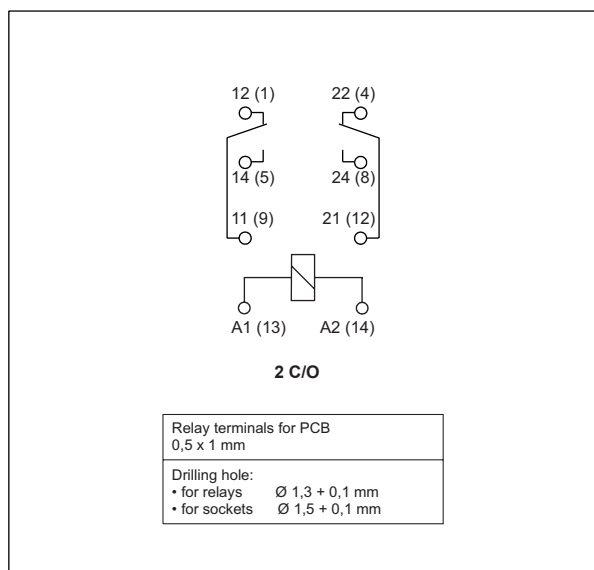 12 (1) 22 (4)
14 (5) 24 (8)
11 (9) 21 (12)
A1 (13) A2 (14)
2 C/O
Relay terminals for PCB
0,5 x 1 mm
Drilling hole:
• for relays Ø 1,3 + 0,1 mm
• for sockets Ø 1,5 + 0,1 mm